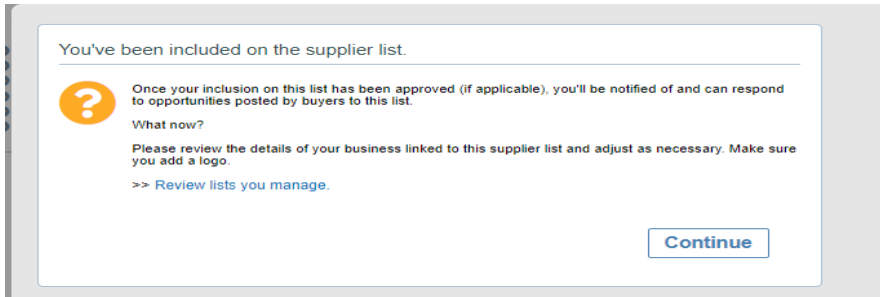 You've been included on the supplier list.
Once your inclusion on this list has been approved (if applicable), you'll be notified of and can respond
to opportunities posted by buyers to this list.
What now?
Please review the details of your business linked to this supplier list and adjust as necessary. Make sure
you add a logo.
>> Review lists you manage.
Continue